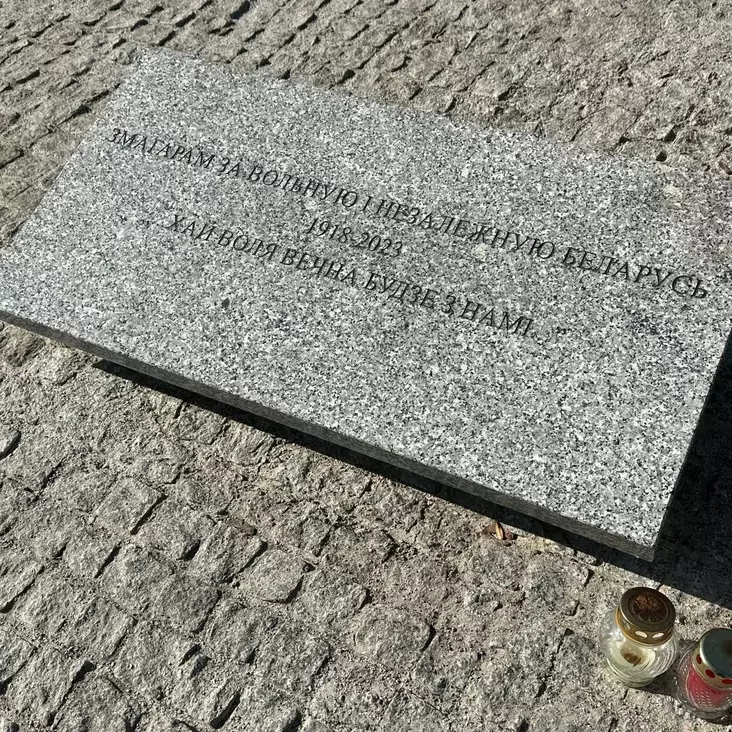 ЗМАГАРАМ ЗА ВОЛЬНУЮ І НЕЗАЛЕЖНУЮ БЕЛАРУСЬ
1918-2023
ХАЙ ВОЛЯ ВЕЧНА БУДЗЕ З НАМІ...